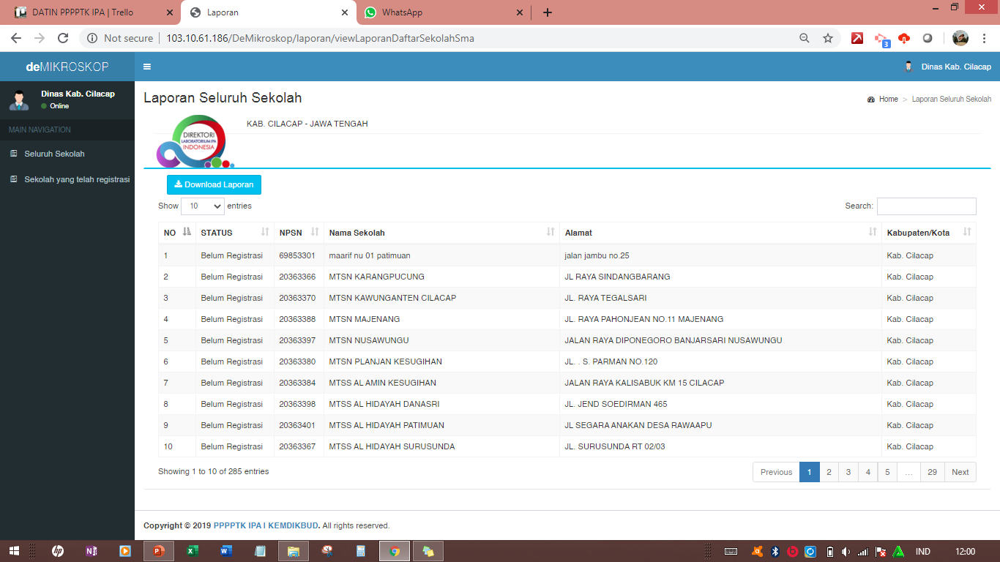 DATIN PPPPTK IPA | Trello
Laporan
WhatsApp
Not secure | 103.10.61.186/DeMikroskop/laporan/viewLaporanDaftarSekolahSma
3
deMIKROSKOP
Dinas Kab. Cilacap
Dinas Kab. Cilacap
Online
MAIN NAVIGATION
Seluruh Sekolah
Sekolah yang telah registrasi
Laporan Seluruh Sekolah
Home > Laporan Seluruh Sekolah
DIREKTORI
LABORATORIUM IPA
INDONESIA
KAB. CILACAP - JAWA TENGAH
Download Laporan
Show 10 entries
Search:
NO STATUS NPSN Nama Sekolah Alamat Kabupaten/Kota
1 Belum Registrasi 69853301 maarif nu 01 patimuan jalan jambu no.25 Kab. Cilacap
2 Belum Registrasi 20363366 MTSN KARANGPUCUNG JL RAYA SINDANGBARANG Kab. Cilacap
3 Belum Registrasi 20363370 MTSN KAWUNGANTEN CILACAP JL. RAYA TEGALSARI Kab. Cilacap
4 Belum Registrasi 20363388 MTSN MAJENANG JL. RAYA PAHONJEAN NO.11 MAJENANG Kab. Cilacap
5 Belum Registrasi 20363397 MTSN NUSAWUNGU JALAN RAYA DIPONEGORO BANJARSARI NUSAWUNGU Kab. Cilacap
6 Belum Registrasi 20363380 MTSN PLANJAN KESUGIHAN JL. . S. PARMAN NO.120 Kab. Cilacap
7 Belum Registrasi 20363384 MTSS AL AMIN KESUGIHAN JALAN RAYA KALISABUK KM 15 CILACAP Kab. Cilacap
8 Belum Registrasi 20363398 MTSS AL HIDAYAH DANASRI JL. JEND SOEDIRMAN 465 Kab. Cilacap
9 Belum Registrasi 20363401 MTSS AL HIDAYAH PATIMUAN JL SEGARA ANAKAN DESA RAWAAPU Kab. Cilacap
10 Belum Registrasi 20363367 MTSS AL HIDAYAH SURUSUNDA JL. SURUSUNDA RT 02/03 Kab. Cilacap
Showing 1 to 10 of 285 entries
Previous 1 2 3 4 5 … 29 Next
Copyright © 2019 PPPPTK IPA | KEMDIKBUD. All rights reserved.
IND 12:00